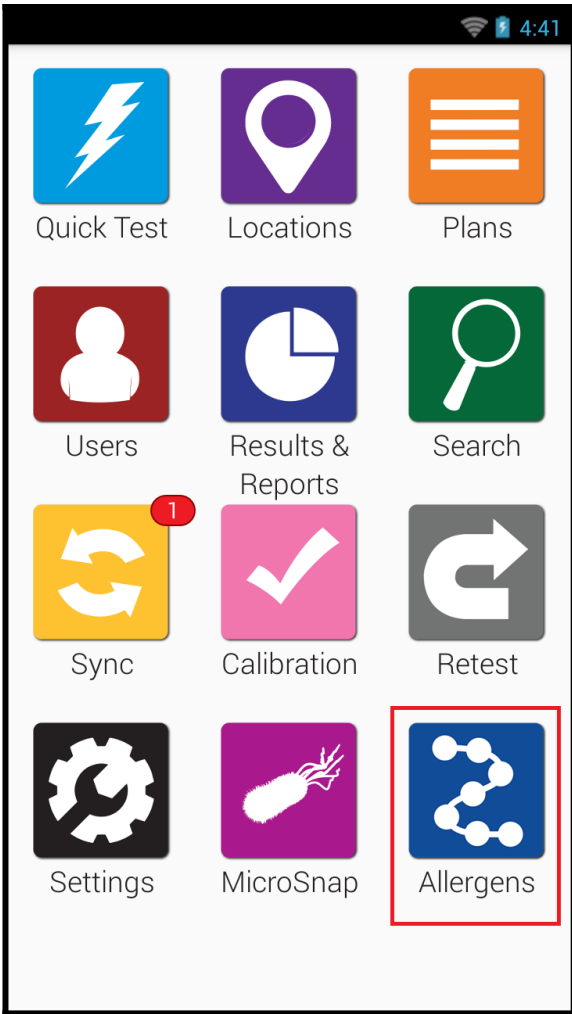 4:41
Quick Test
Locations
Plans
Users
Results &
Reports
Search
1
Sync
Calibration
Retest
Settings
MicroSnap
Allergens